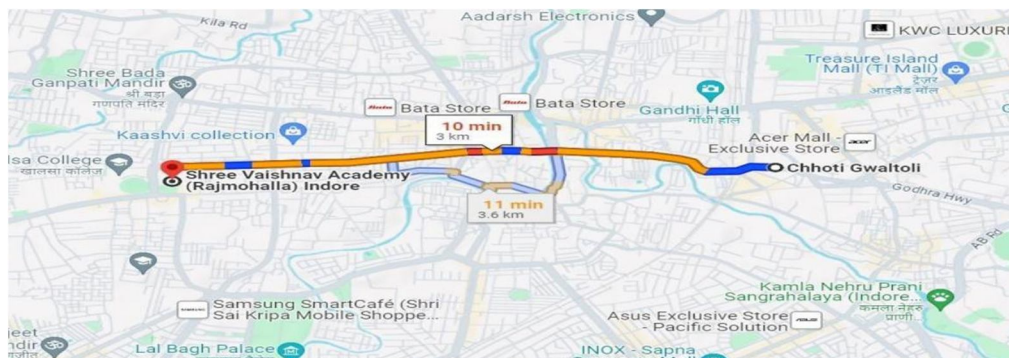 Aadarsh Electronics
Kila Rd
KWC LUXURI
Shree Bada
Ganpati Mandir
श्री बड़ा
गणपति मंदिर
Treasure Island
Mall (TI Mall)
ट्रेज़र
आइलैंड मॉल
Bata Store
Bata Store
Gandhi Hall
गाँधी हॉल
Kaashvi collection
10 min
3 km
Acer Mall -
Exclusive Store
acer
lsa College
खालसा कॉलेज
Shree Vaishnav Academy
(Rajmohalla) Indore
Chhoti Gwaltoli
Godhra Hwy
11 min
3.6 km
AB Rd
Kamla Nehru Prani
Sangrahalaya (Indore...
कमला नेहरू
प्राणी...
Samsung SmartCafé (Shri
Sai Kripa Mobile Shoppe...
Asus Exclusive Store
- Pacific Solution
Lal Bagh Palace
INOX - Sapna